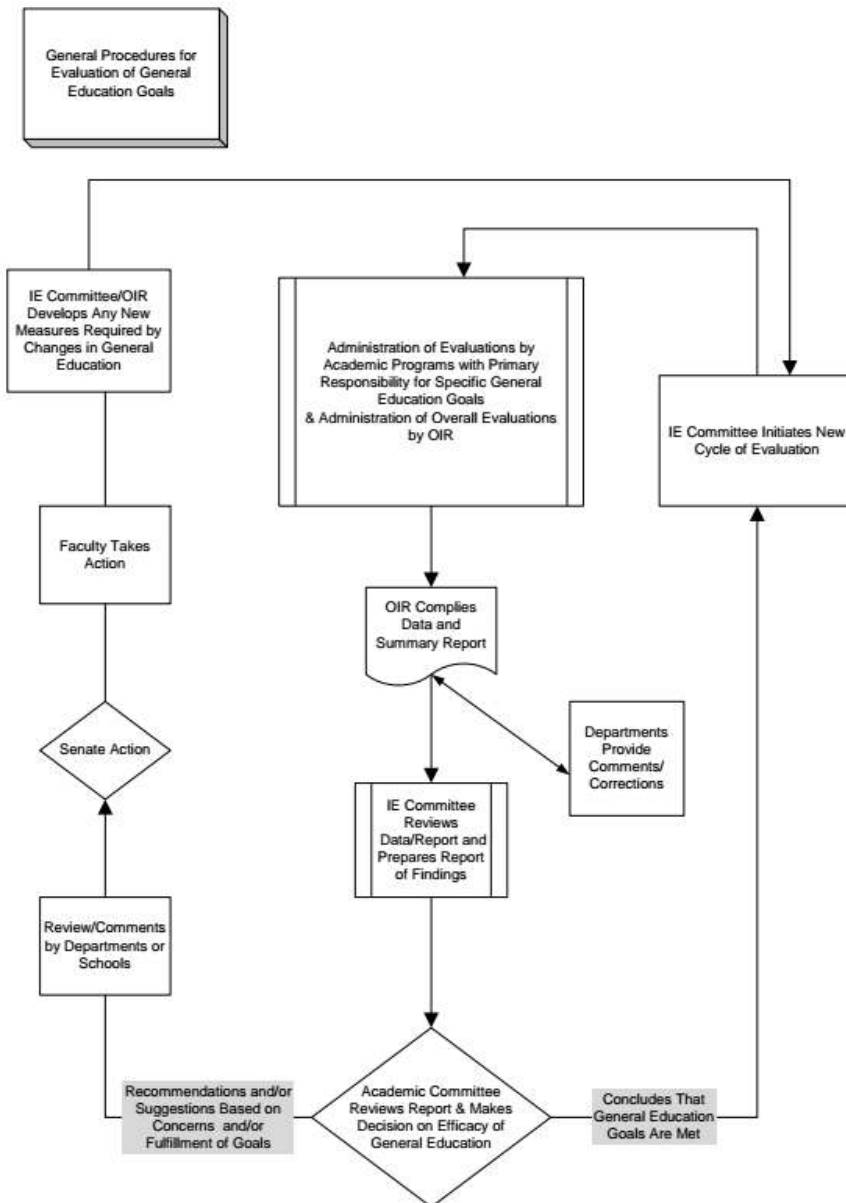 General Procedures for
Evaluation of General
Education Goals
IE Committee/OIR
Develops Any New
Measures Required by
Changes in General
Education
Administration of Evaluations by
Academic Programs with Primary
Responsibility for Specific General
Education Goals
& Administration of Overall Evaluations
by OIR
IE Committee Initiates New
Cycle of Evaluation
Faculty Takes
Action
OIR Complies
Data and
Summary Report
Senate Action
Departments
Provide
Comments/
Corrections
IE Committee
Reviews
Data/Report and
Prepares Report
of Findings
Review/Comments
by Departments or
Schools
Recommendations and/or
Suggestions Based on
Concerns and/or
Fulfillment of Goals
Academic Committee
Reviews Report & Makes
Decision on Efficacy of
General Education
Concludes That
General Education
Goals Are Met